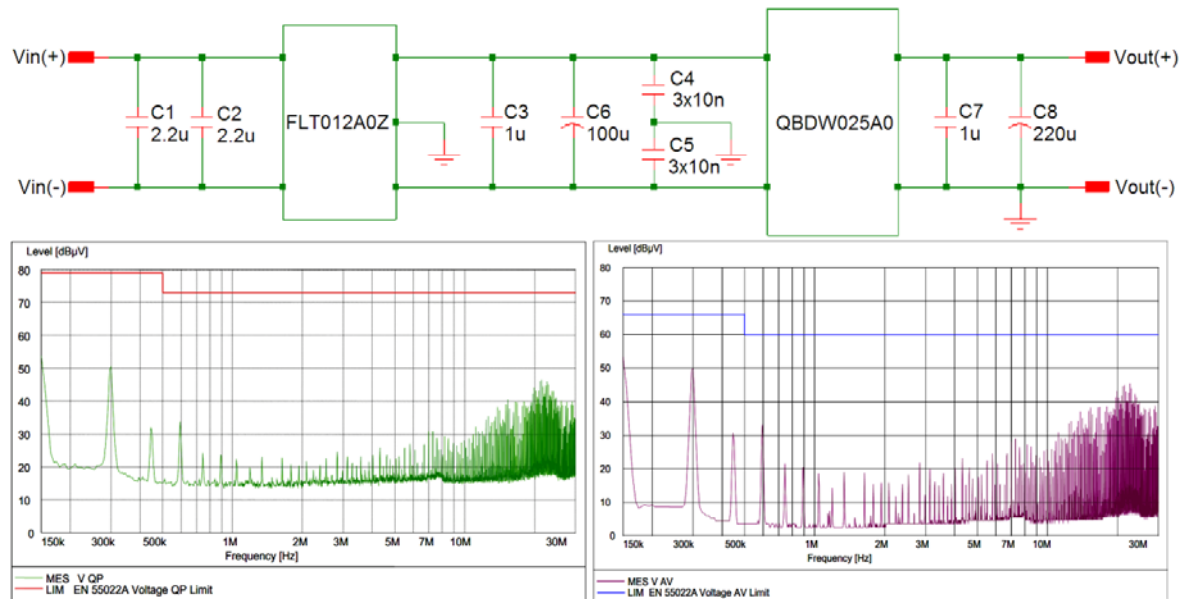 Vin(+)
Vin(-)
C1
2.2u
C2
2.2u
FLT012A0Z
C3
1u
C6
100u
C4
3x10n
C5
3x10n
QBDW025A0
C7
1u
C8
220u
Vout(+)
Vout(-)
Level [dBµV]
80
70
60
50
40
30
20
10
0
150k 300k 500k 1M 2M 3M 4M 5M 7M 10M 30M
Frequency [Hz]
MES V QP
LIM EN 55022A Voltage QP Limit
Level [dBµV]
80
70
60
50
40
30
20
10
0
150k 300k 500k 1M 2M 3M 4M 5M 7M 10M 30M
Frequency [Hz]
MES V AV
LIM EN 55022A Voltage AV Limit